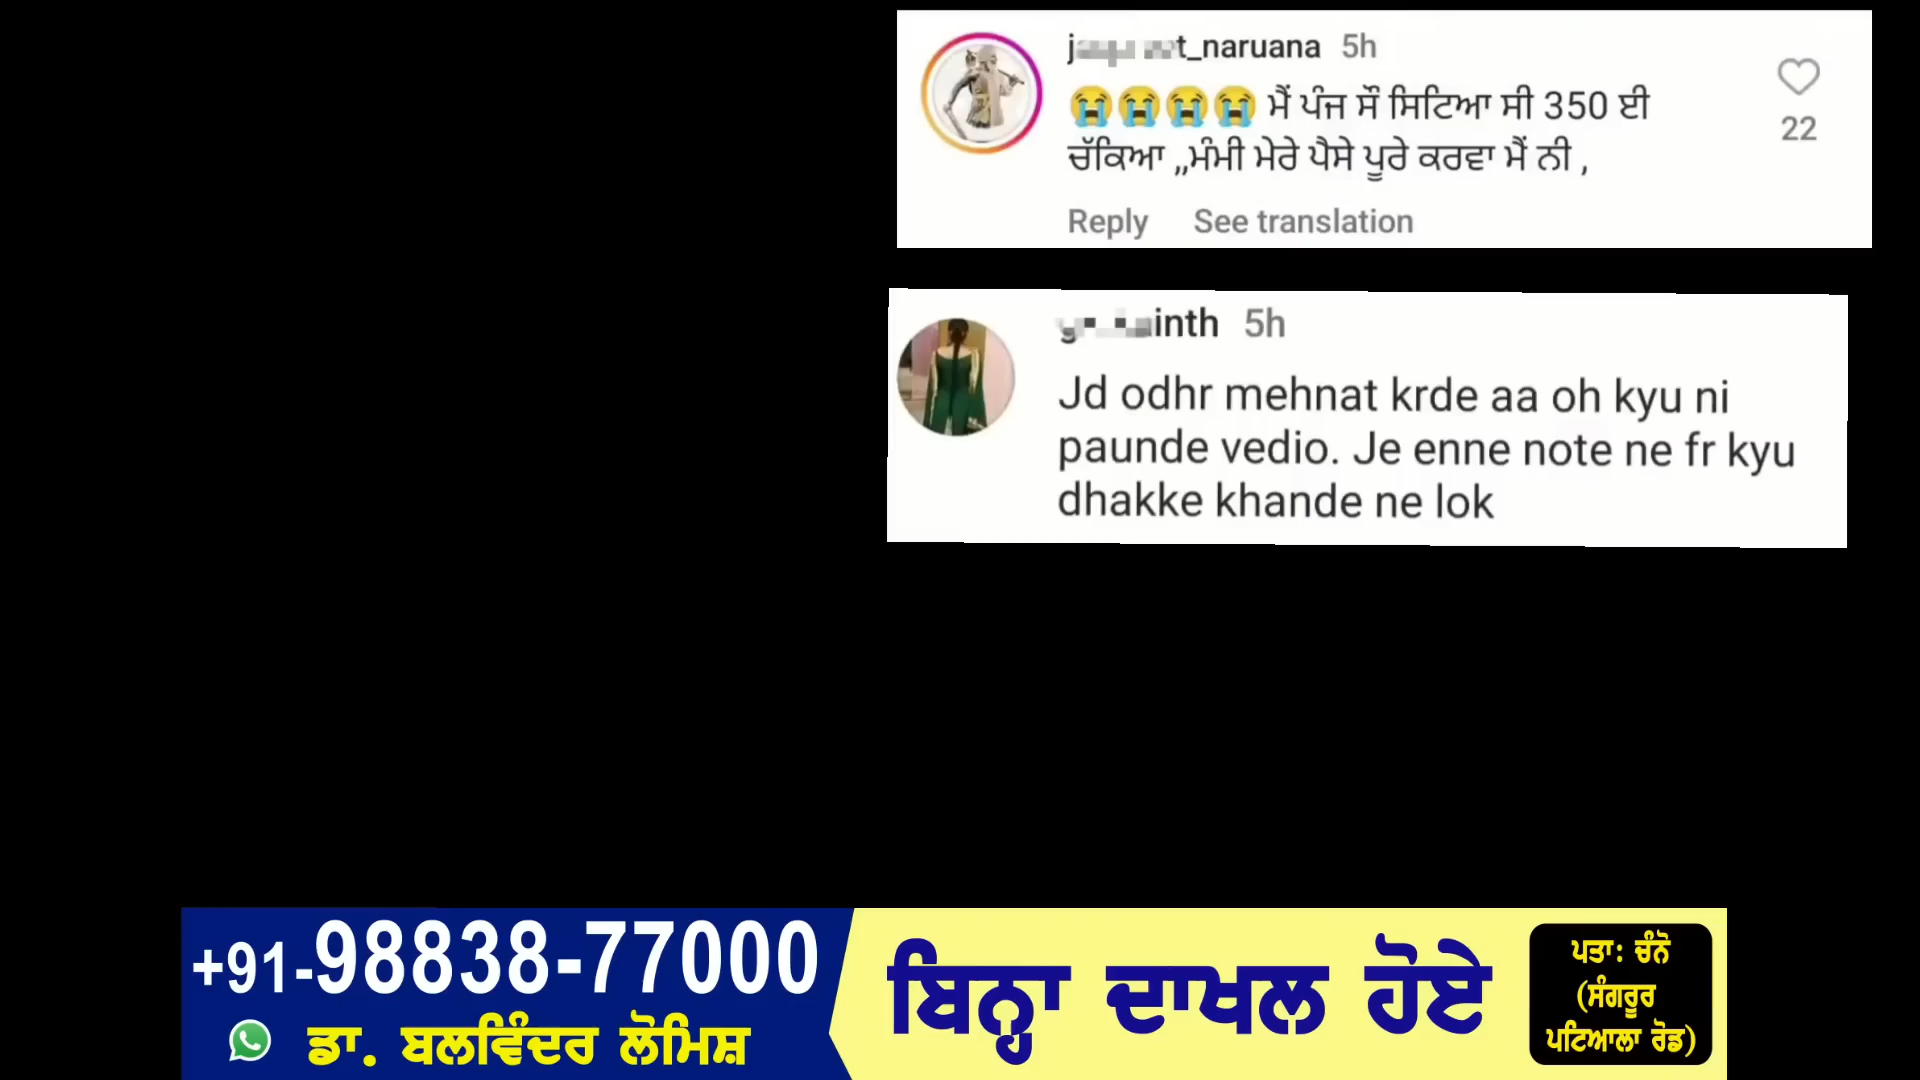 t_naruana 5h
😭😭😭😭 ਮੈਂ ਪੰਜ ਸੌ ਸਿਟਿਆ ਸੀ 350 ਈ
ਚੱਕਿਆ ,,ਮੰਮੀ ਮੇਰੇ ਪੈਸੇ ਪੂਰੇ ਕਰਵਾ ਮੈਂ ਨੀ ,
22
Reply See translation
inth 5h
Jd odhr mehnat krde aa oh kyu ni
paunde vedio. Je enne note ne fr kyu
dhakke khande ne lok
+91-98838-77000
ਡਾ. ਬਲਵਿੰਦਰ ਲੋਮਿਸ਼
ਬਿਨ੍ਹਾ ਦਾਖਲ ਹੋਏ
ਪਤਾ: ਚੰਨੋ
(ਸੰਗਰੂਰ
ਪਟਿਆਲਾ ਰੋਡ)